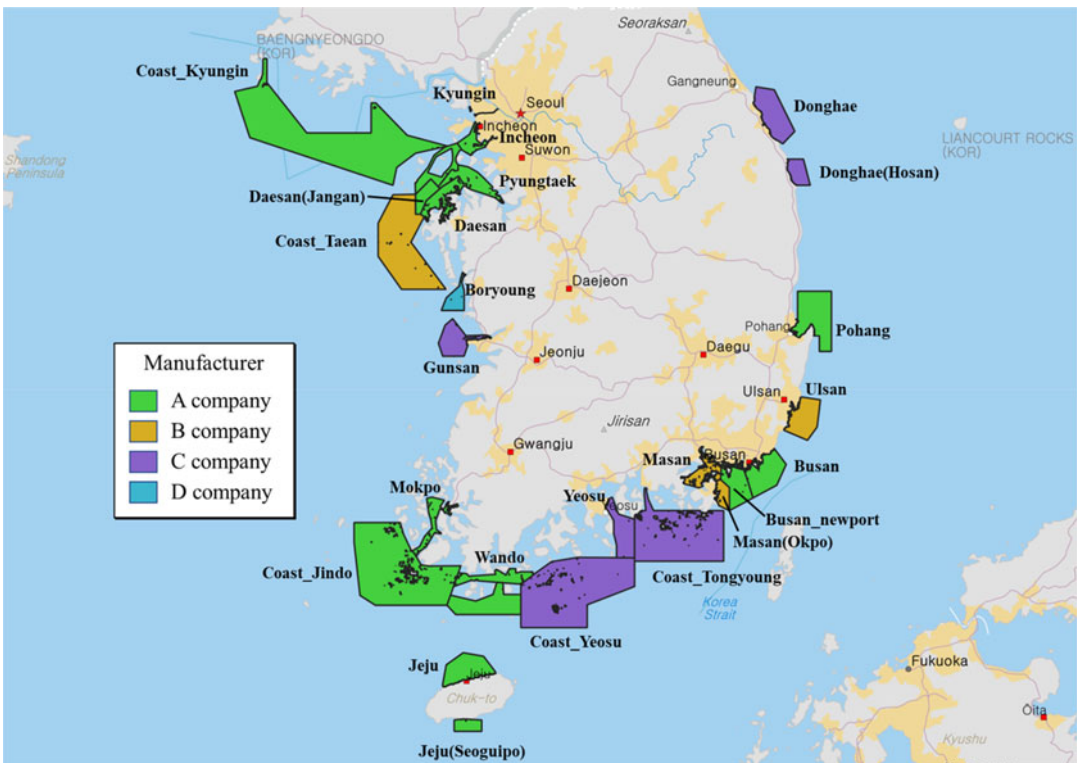 Seoraksan
BAENGNYEONGDO
(KOR)
Coast_Kyungin
Gangneung
Kyungin
Seoul
Donghae
Incheon
Incheon
LIANCOURT ROCKS
(KOR)
Shandong
Peninsula
Suwon
Donghae(Hosan)
Pyungtaek
Daesan(Jangan)
Daesan
Coast_Taean
Boryoung
Daejeon
Pohang
Pohang
Gunsan
Jeonju
Daegu
Manufacturer
A company
B company
C company
D company
Ulsan
Ulsan
Jirisan
Gwangju
Masan
Busan
Busan
Mokpo
Yeosu
Yeosu
Busan_newport
Masan(Okpo)
Wando
Coast_Jindo
Coast_Tongyoung
Korea
Strait
Coast_Yeosu
Jeju
Jeju
Fukuoka
Chuk-to
Ōita
Kyushu
Jeju(Seoguipo)